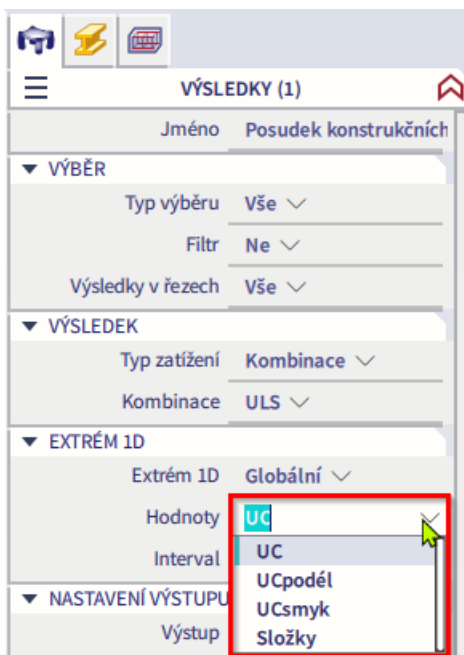 VÝSLEDKY (1)
Jméno Posudek konstrukčních
VÝBĚR
Typ výběru Vše
Filtr Ne
Výsledky v řezech Vše
VÝSLEDEK
Typ zatížení Kombinace
Kombinace ULS
EXTRÉM 1D
Extrém 1D Globální
Hodnoty UC
Interval UC
UCpodél
NASTAVENÍ VÝSTUPU UCsmyk
Výstup Složky